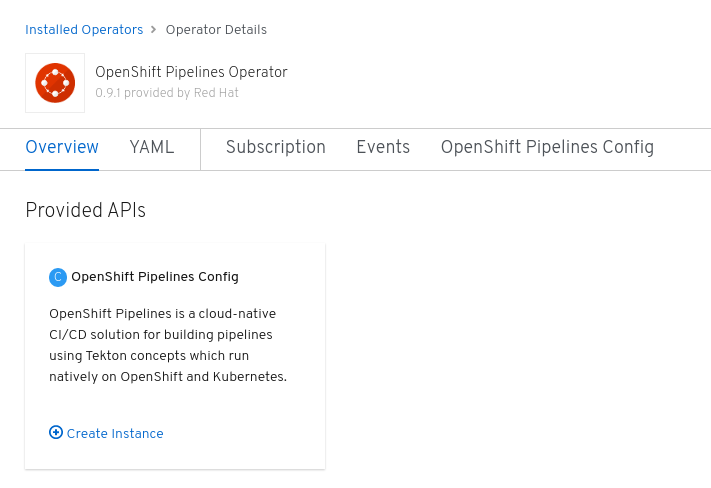 Installed Operators > Operator Details
OpenShift Pipelines Operator
0.9.1 provided by Red Hat
Overview YAML Subscription Events OpenShift Pipelines Config
Provided APIs
C OpenShift Pipelines Config
OpenShift Pipelines is a cloud-native
CI/CD solution for building pipelines
using Tekton concepts which run
natively on OpenShift and Kubernetes.
Create Instance